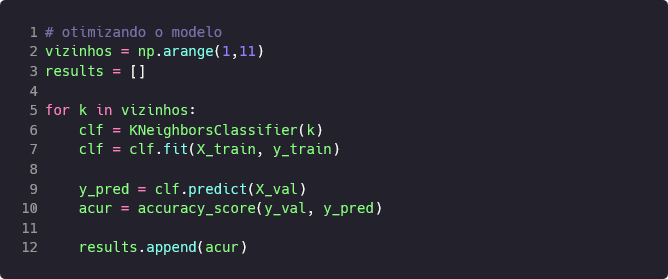 1 # otimizando o modelo
2 vizinhos = np.arange(1,11)
3 results = []
4
5 for k in vizinhos:
6     clf = KNeighborsClassifier(k)
7     clf = clf.fit(X_train, y_train)
8
9     y_pred = clf.predict(X_val)
10     acur = accuracy_score(y_val, y_pred)
11
12     results.append(acur)